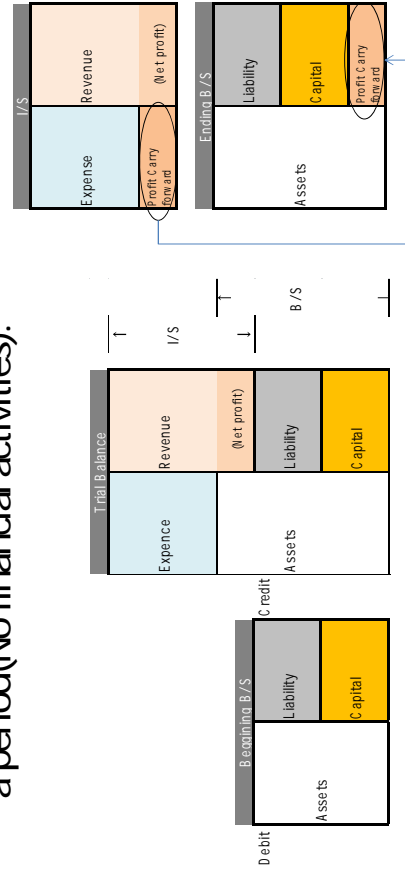 a period(No financial activities).
Debit
Credit
Beggining B/S
Assets
Liability
Capital
Trial Balance
Expence
Revenue
(Net profit)
Assets
Liability
Capital
I/S
B/S
I/S
Expense
Revenue
Profit Carry
forward
(Net profit)
Ending B/S
Assets
Liability
Capital
Profit Carry
forward